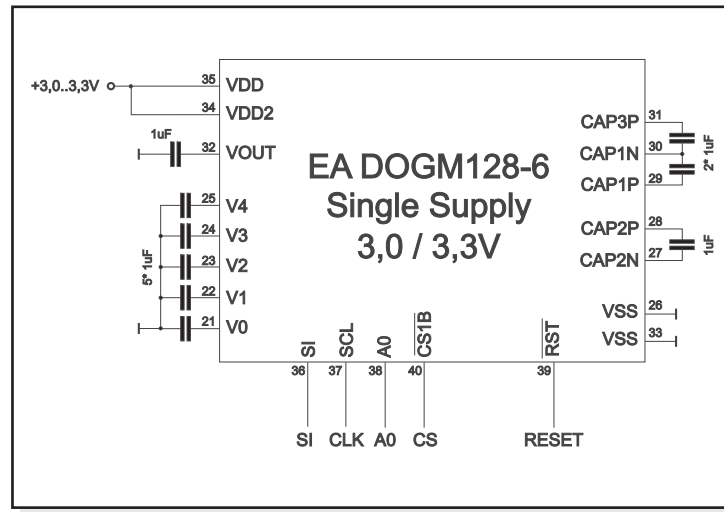 +3,0..3,3V
35 VDD
34 VDD2
1uF
32 VOUT
25 V4
24 V3
23 V2
22 V1
21 V0
5* 1uF
EA DOGM128-6
Single Supply
3,0 / 3,3V
CAP3P 31
CAP1N 30
CAP1P 29
2* 1uF
CAP2P 28
CAP2N 27
1uF
VSS 26
VSS 33
SI
SCL
A0
CS1B
RST
36
37
38
40
39
SI
CLK
A0
CS
RESET